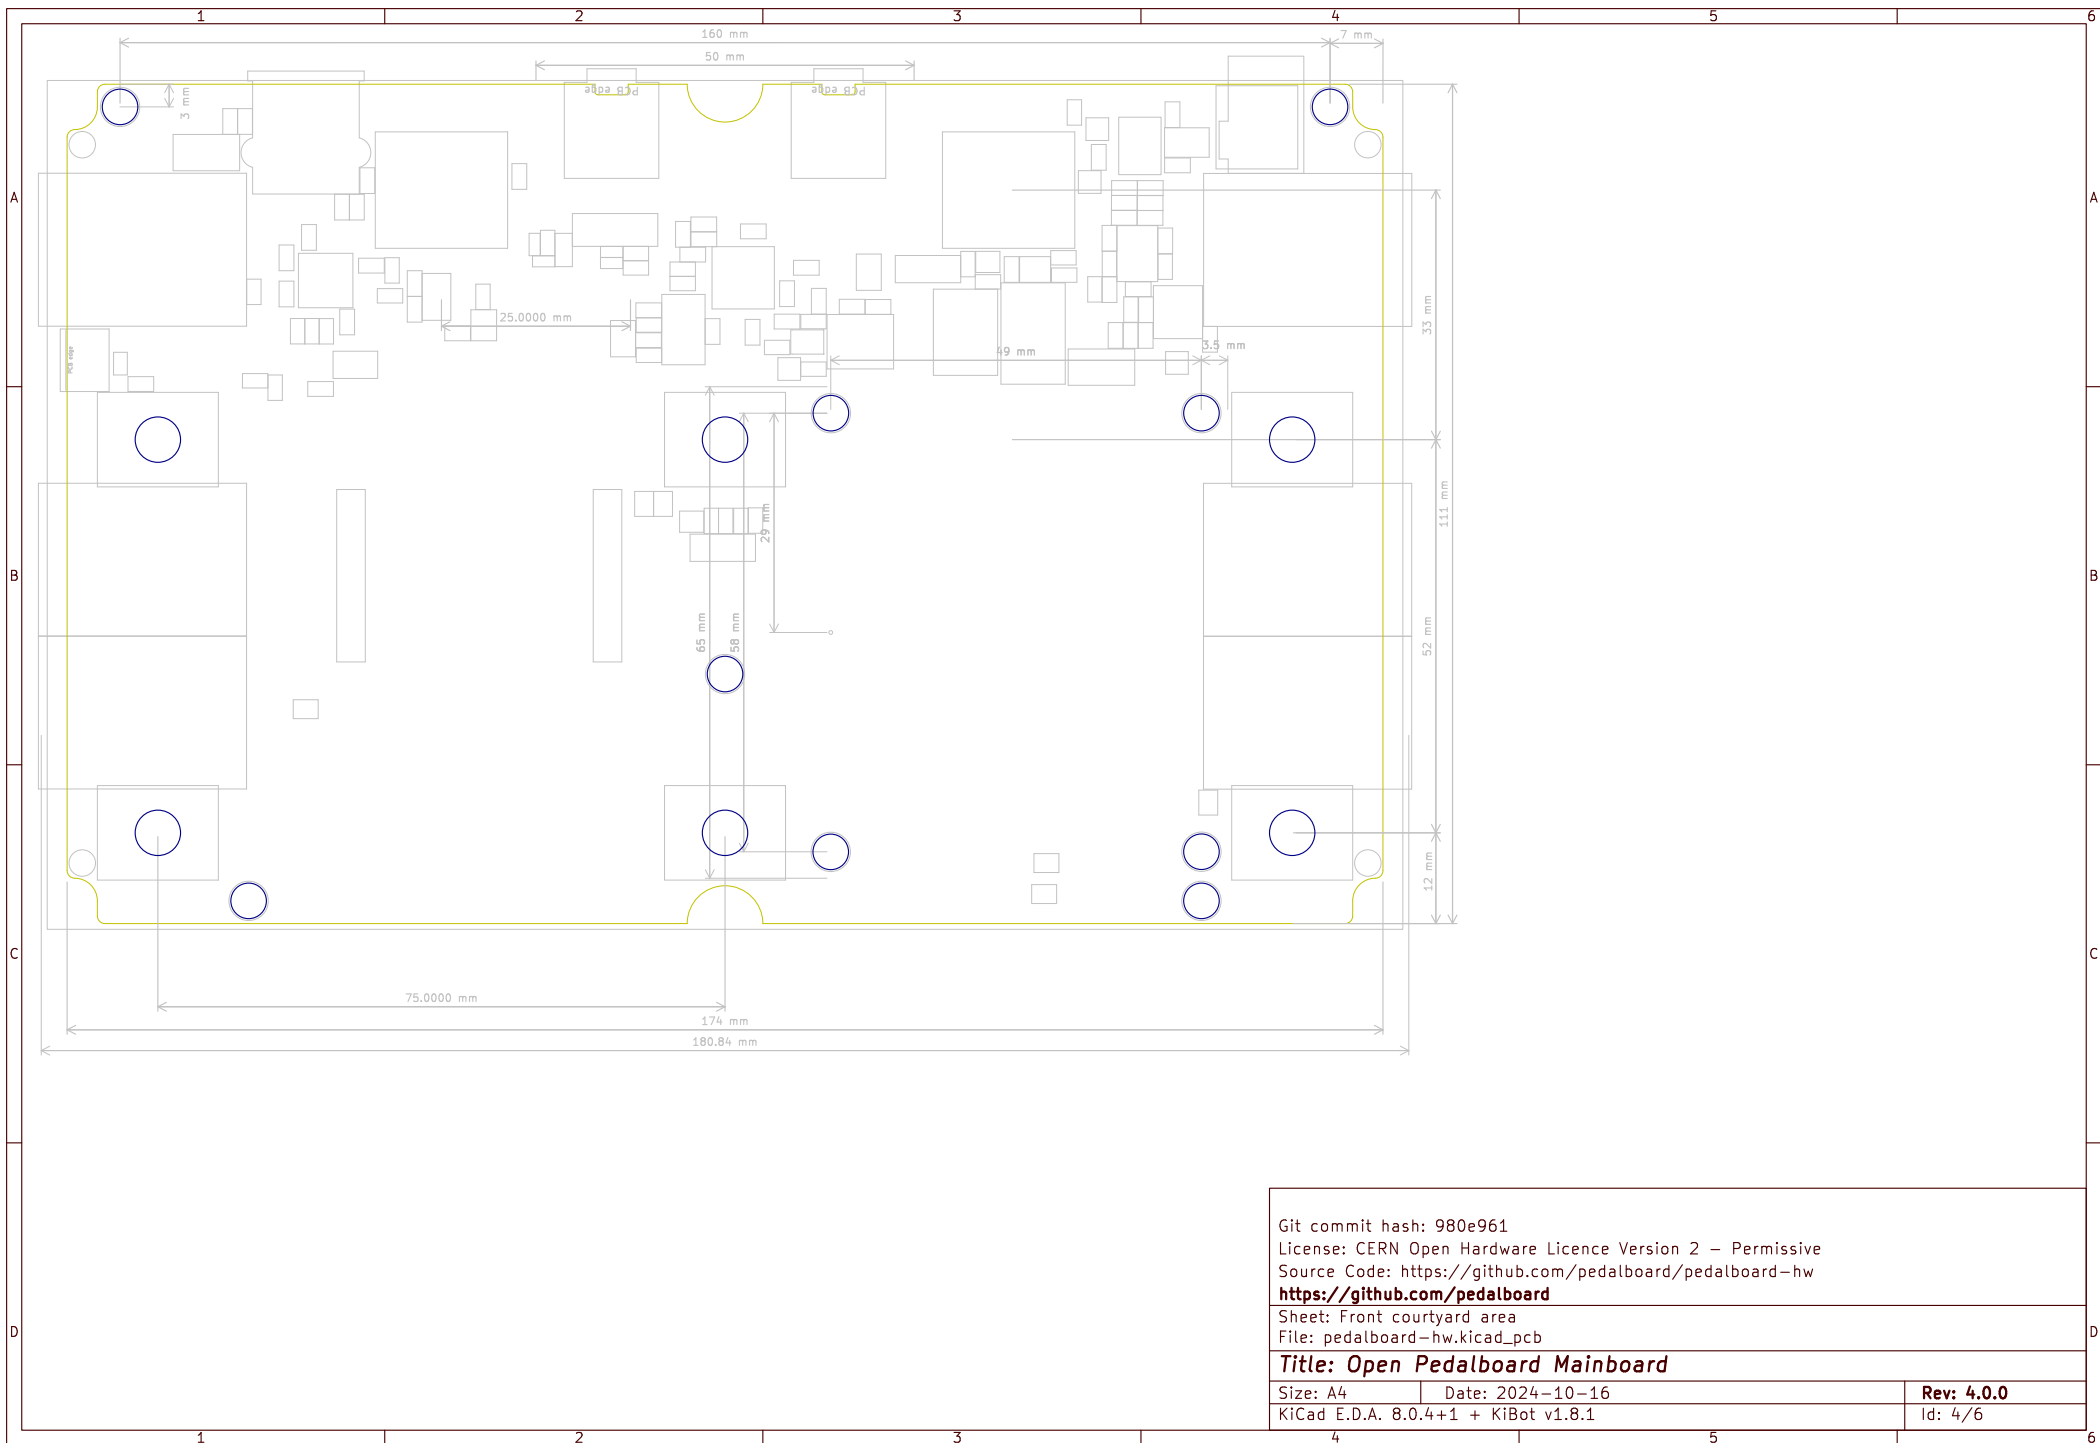 1 2 3 4 5 6
160 mm
7 mm
50 mm
3 mm
PCB edge
PCB edge
A
A
25.0000 mm
33 mm
49 mm
3.5 mm
PCB edge
111 mm
29 mm
B
B
65 mm
58 mm
52 mm
12 mm
C
C
75.0000 mm
174 mm
180.84 mm
Git commit hash: 980e961
License: CERN Open Hardware Licence Version 2 - Permissive
Source Code: https://github.com/pedalboard/pedalboard-hw
https://github.com/pedalboard
Sheet: Front courtyard area
D
D
File: pedalboard-hw.kicad_pcb
Title: Open Pedalboard Mainboard
Size: A4 Date: 2024-10-16 Rev: 4.0.0
KiCad E.D.A. 8.0.4+1 + KiBot v1.8.1 Id: 4/6
1 2 3 4 5 6